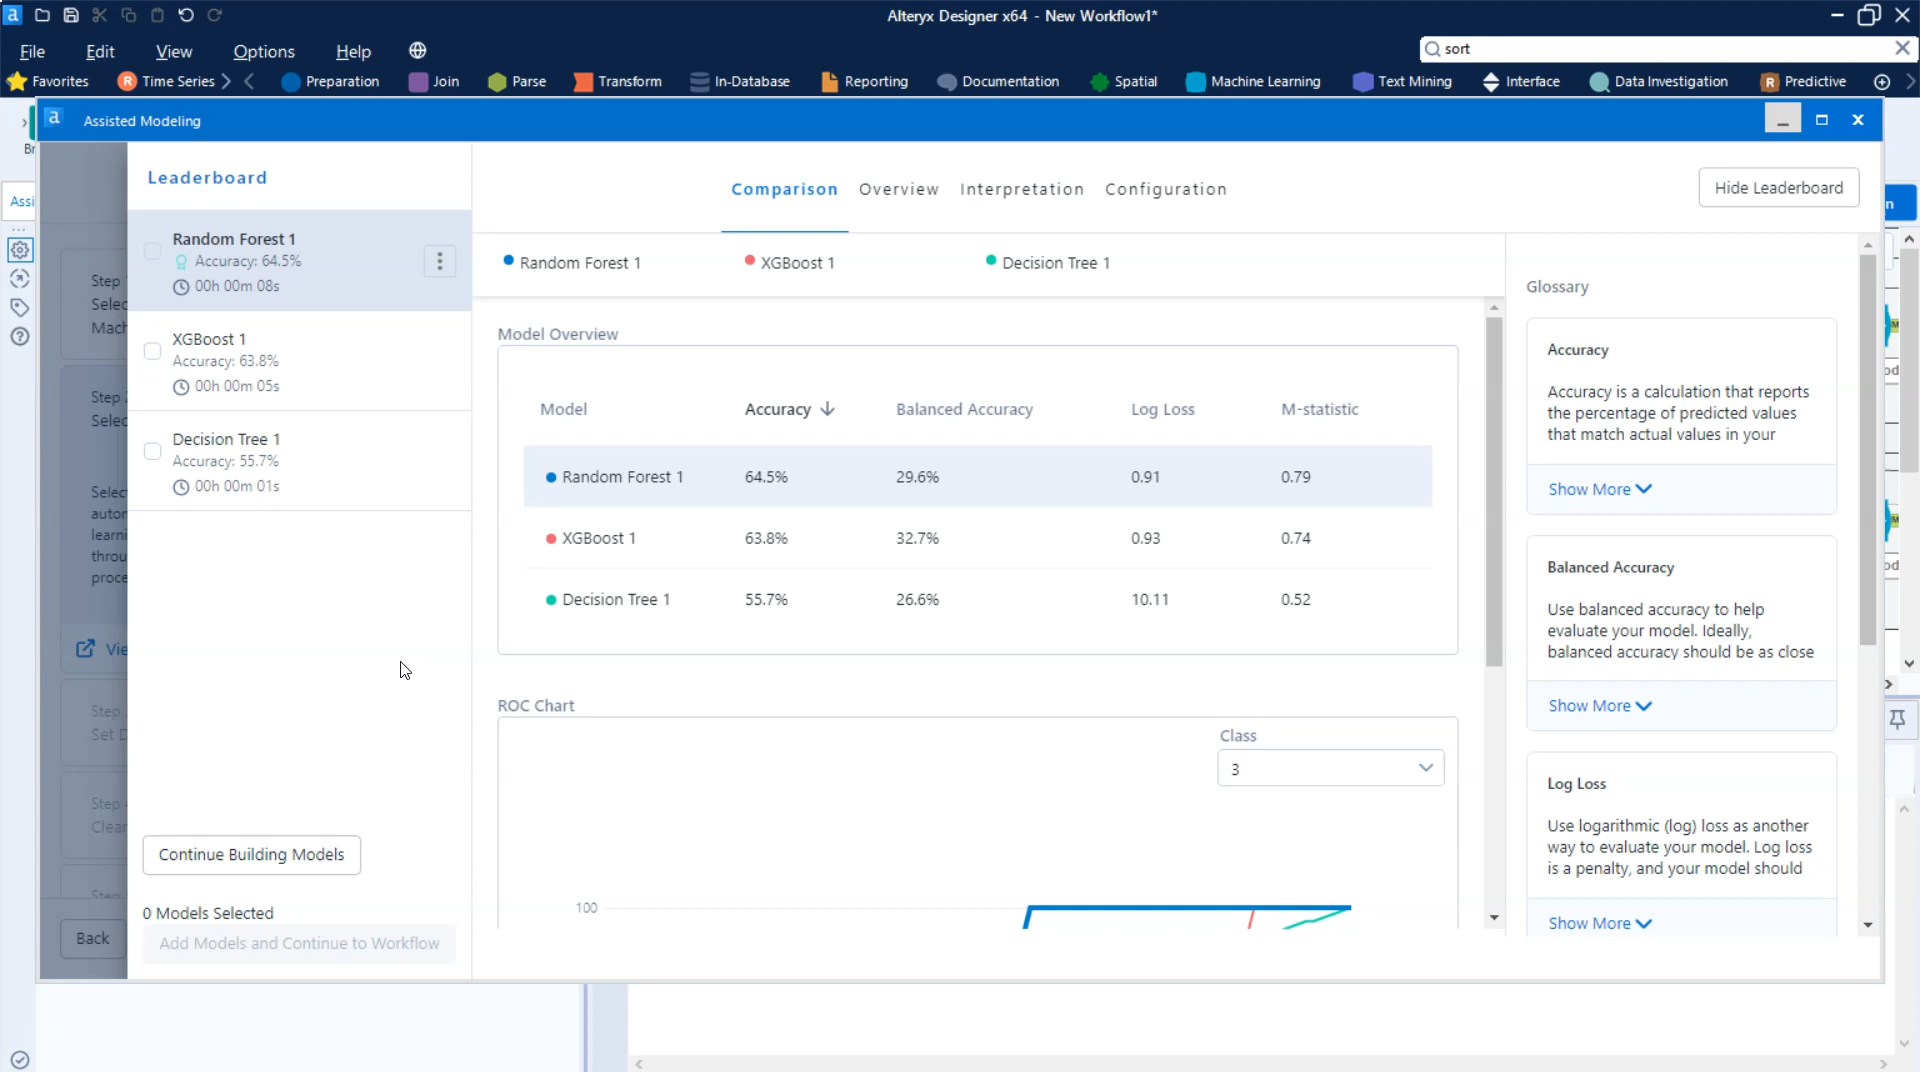 Alteryx Designer x64 - New Workflow1*
File Edit View Options Help
sort
Favorites Time Series Preparation Join Parse Transform In-Database Reporting Documentation Spatial Machine Learning Text Mining Interface Data Investigation Predictive
Assisted Modeling
Leaderboard
Comparison Overview Interpretation Configuration
Hide Leaderboard
Random Forest 1
Accuracy: 64.5%
00h 00m 08s
XGBoost 1
Accuracy: 63.8%
00h 00m 05s
Decision Tree 1
Accuracy: 55.7%
00h 00m 01s
Continue Building Models
0 Models Selected
Add Models and Continue to Workflow
Back
Random Forest 1 XGBoost 1 Decision Tree 1
Model Overview
Model Accuracy Balanced Accuracy Log Loss M-statistic
Random Forest 1 64.5% 29.6% 0.91 0.79
XGBoost 1 63.8% 32.7% 0.93 0.74
Decision Tree 1 55.7% 26.6% 10.11 0.52
ROC Chart
Class
3
100
Glossary
Accuracy
Accuracy is a calculation that reports
the percentage of predicted values
that match actual values in your
Show More
Balanced Accuracy
Use balanced accuracy to help
evaluate your model. Ideally,
balanced accuracy should be as close
Show More
Log Loss
Use logarithmic (log) loss as another
way to evaluate your model. Log loss
is a penalty, and your model should
Show More